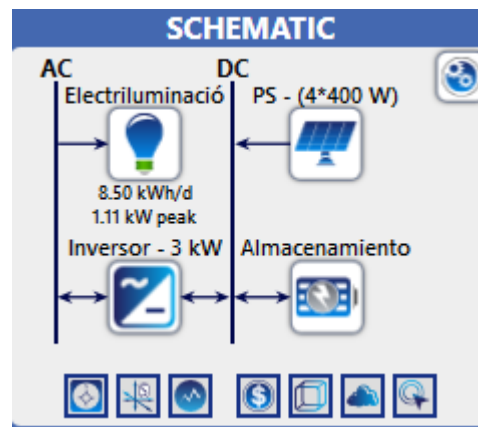 SCHEMATIC
AC DC
Electriluminació PS - (4*400 W)
8.50 kWh/d
1.11 kW peak
Inversor - 3 kW Almacenamiento